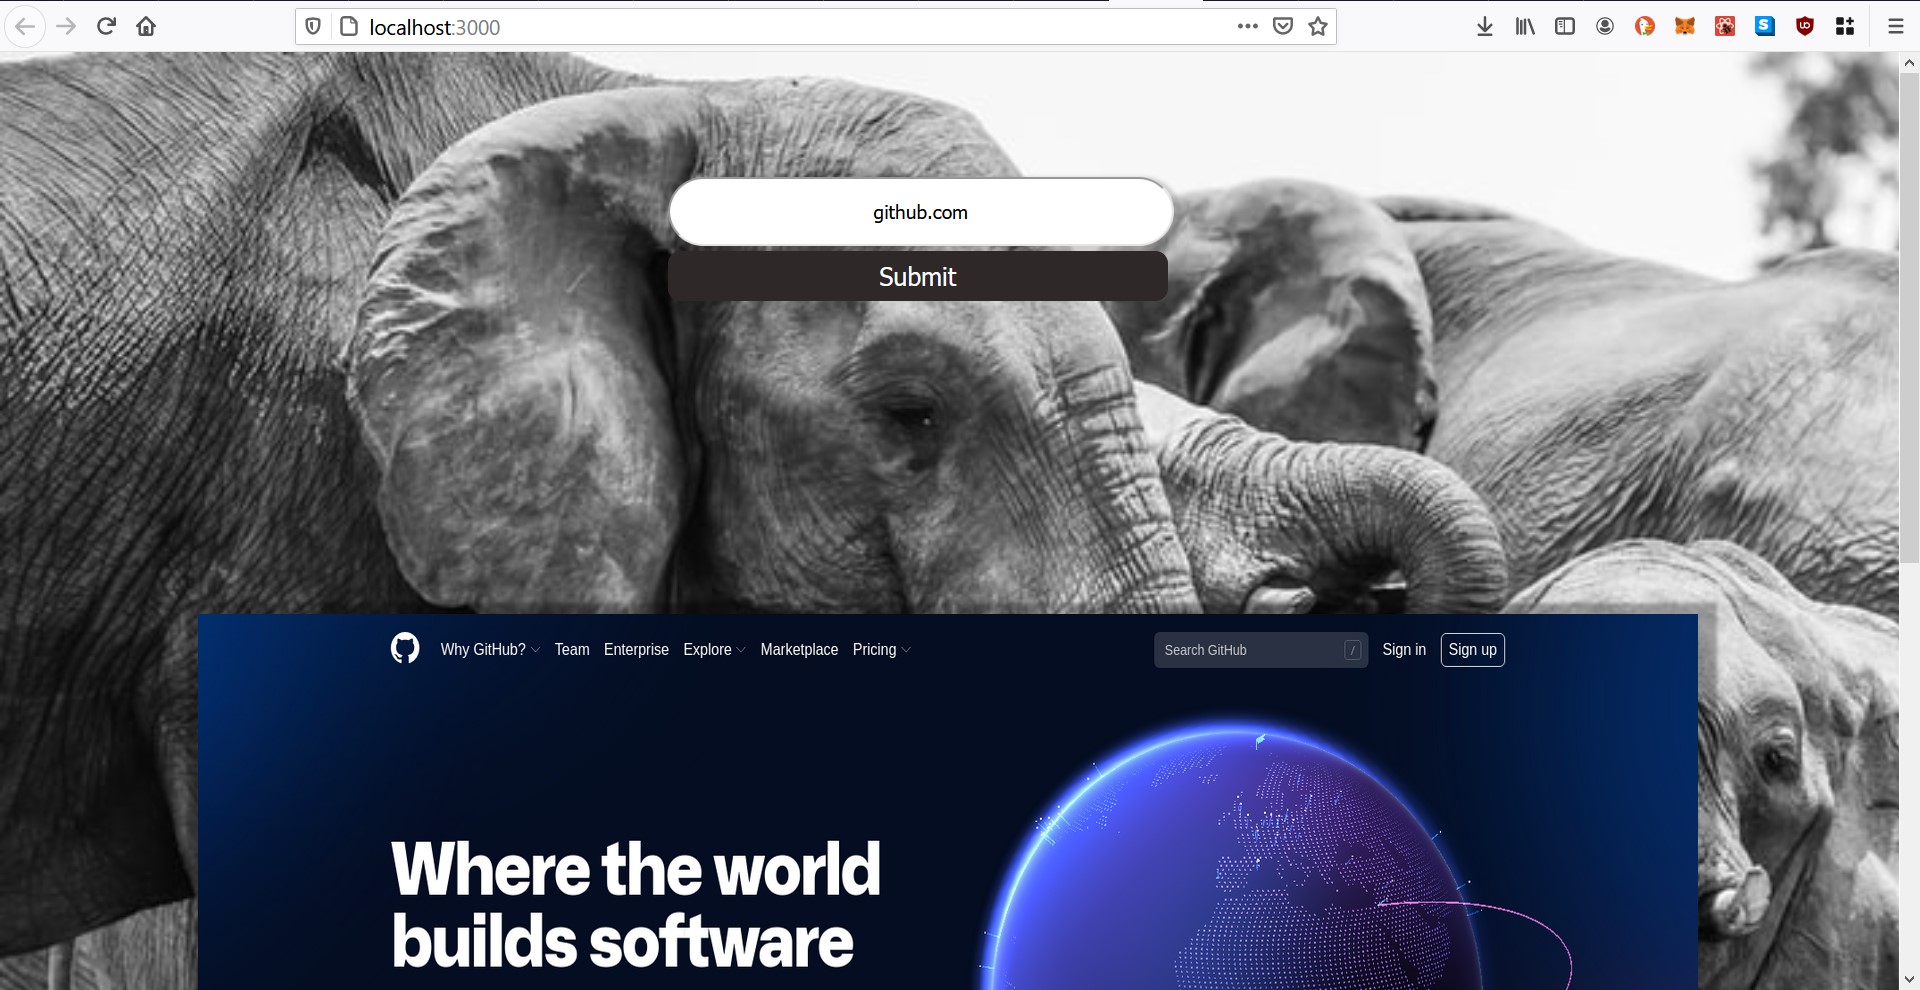 localhost:3000
github.com
Submit
Why GitHub? Team Enterprise Explore Marketplace Pricing Search GitHub / Sign in Sign up
Where the world
builds software